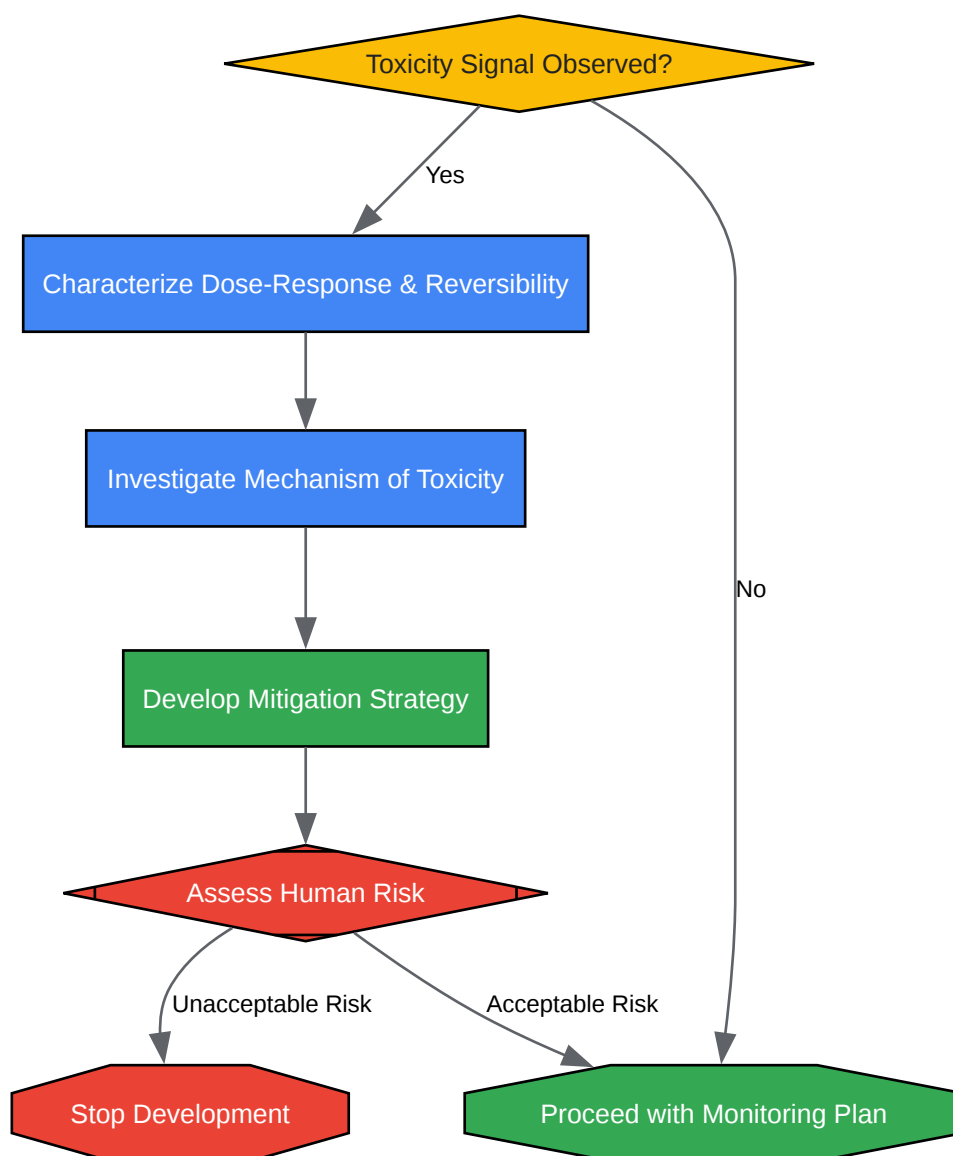 Toxicity Signal Observed?
Yes
Characterize Dose-Response & Reversibility
Investigate Mechanism of Toxicity
No
Develop Mitigation Strategy
Assess Human Risk
Unacceptable Risk
Acceptable Risk
Stop Development
Proceed with Monitoring Plan